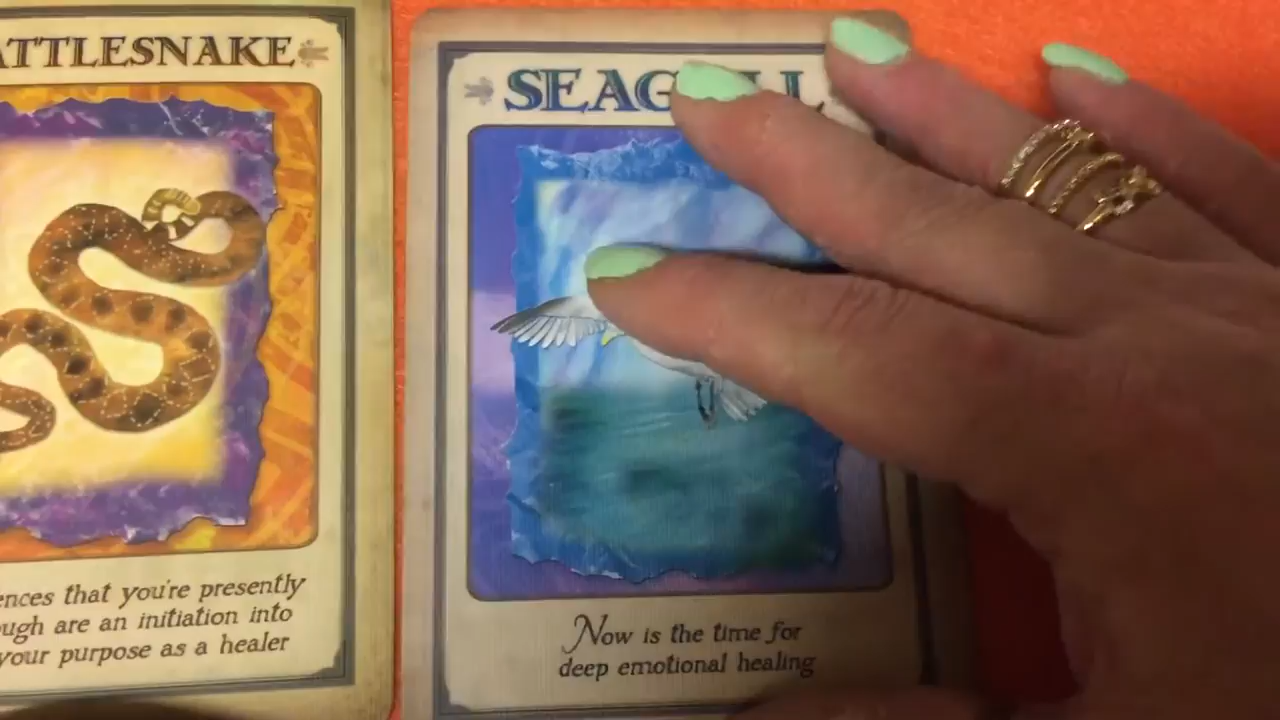 ATTLESNAKE
ences that you're presently
ough are an initiation into
your purpose as a healer
SEAG L
Now is the time for
deep emotional healing